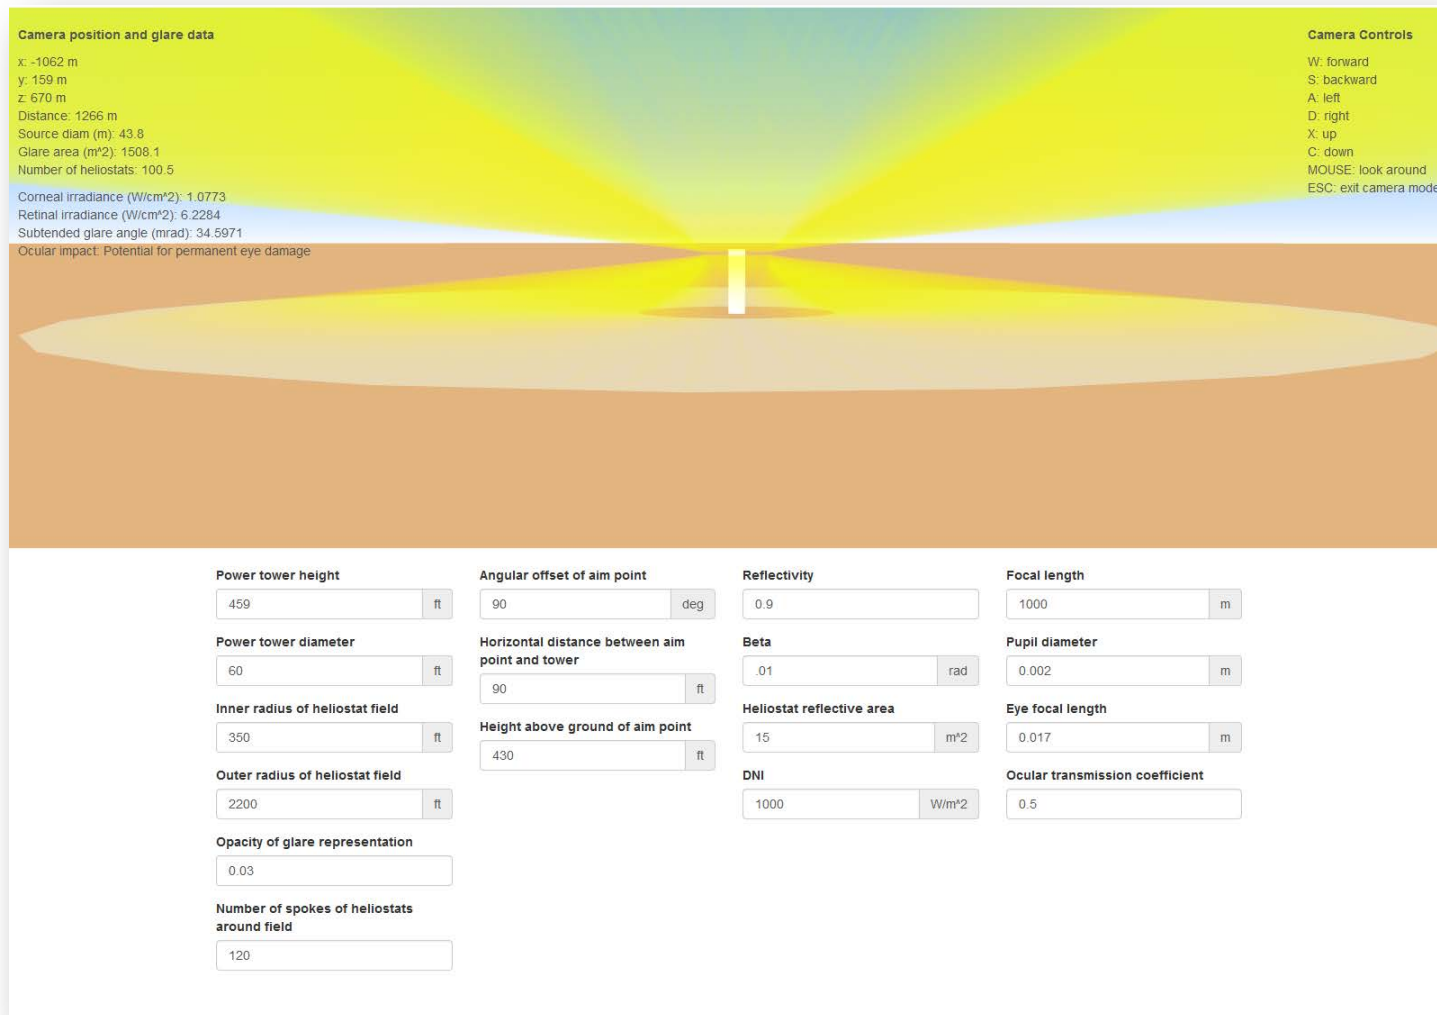 Camera position and glare data
x: -1062 m
y: 159 m
z: 670 m
Distance: 1266 m
Source diam (m): 43.8
Glare area (m^2): 1508.1
Number of heliostats: 100.5
Corneal irradiance (W/cm^2): 1.0773
Retinal irradiance (W/cm^2): 6.2284
Subtended glare angle (mrad): 34.5971
Ocular impact: Potential for permanent eye damage
Camera Controls
W: forward
S: backward
A: left
D: right
X: up
C: down
MOUSE: look around
ESC: exit camera mode
Power tower height
459 ft
Power tower diameter
60 ft
Inner radius of heliostat field
350 ft
Outer radius of heliostat field
2200 ft
Opacity of glare representation
0.03
Number of spokes of heliostats
around field
120
Angular offset of aim point
90 deg
Horizontal distance between aim
point and tower
90 ft
Height above ground of aim point
430 ft
Reflectivity
0.9
Beta
.01 rad
Heliostat reflective area
15 m^2
DNI
1000 W/m^2
Focal length
1000 m
Pupil diameter
0.002 m
Eye focal length
0.017 m
Ocular transmission coefficient
0.5